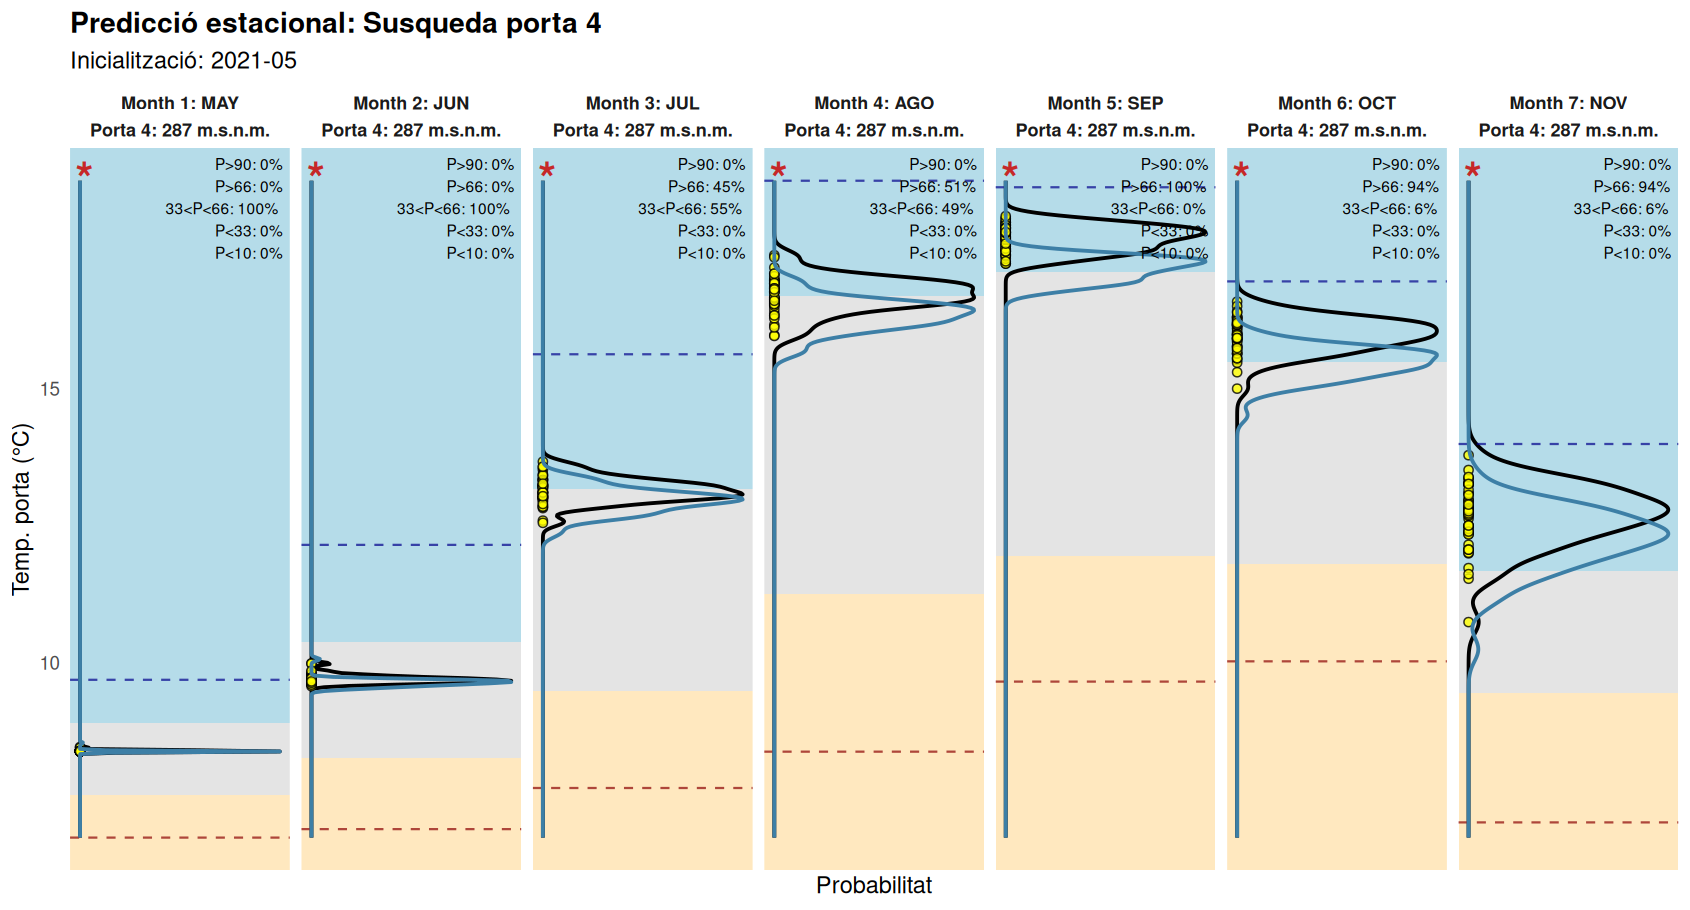 Predicció estacional: Susqueda porta 4
Inicialització: 2021-05
Month 1: MAY
Porta 4: 287 m.s.n.m.
Month 2: JUN
Porta 4: 287 m.s.n.m.
Month 3: JUL
Porta 4: 287 m.s.n.m.
Month 4: AGO
Porta 4: 287 m.s.n.m.
Month 5: SEP
Porta 4: 287 m.s.n.m.
Month 6: OCT
Porta 4: 287 m.s.n.m.
Month 7: NOV
Porta 4: 287 m.s.n.m.
*
P>90: 0%
P>66: 0%
33<P<66: 100%
P<33: 0%
P<10: 0%
*
P>90: 0%
P>66: 0%
33<P<66: 100%
P<33: 0%
P<10: 0%
*
P>90: 0%
P>66: 45%
33<P<66: 55%
P<33: 0%
P<10: 0%
*
P>90: 0%
P>66: 51%
33<P<66: 49%
P<33: 0%
P<10: 0%
*
P>90: 0%
P>66: 100%
33<P<66: 0%
P<33: 0%
P<10: 0%
*
P>90: 0%
P>66: 94%
33<P<66: 6%
P<33: 0%
P<10: 0%
*
P>90: 0%
P>66: 94%
33<P<66: 6%
P<33: 0%
P<10: 0%
15
10
Temp. porta (°C)
Probabilitat